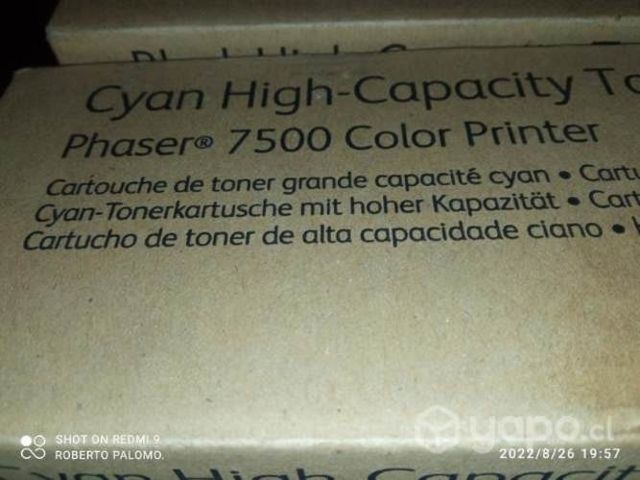 Cyan High-Capacity
Phaser® 7500 Color Printer
Cartouche de toner grande capacité cyan •
Cyan-Tonerkartusche mit hoher Kapazität •
Cartucho de toner de alta capacidade ciano •
SHOT ON REDMI 9
ROBERTO PALOMO.
yapo.cl
2022/8/26 19:57
Cyan High